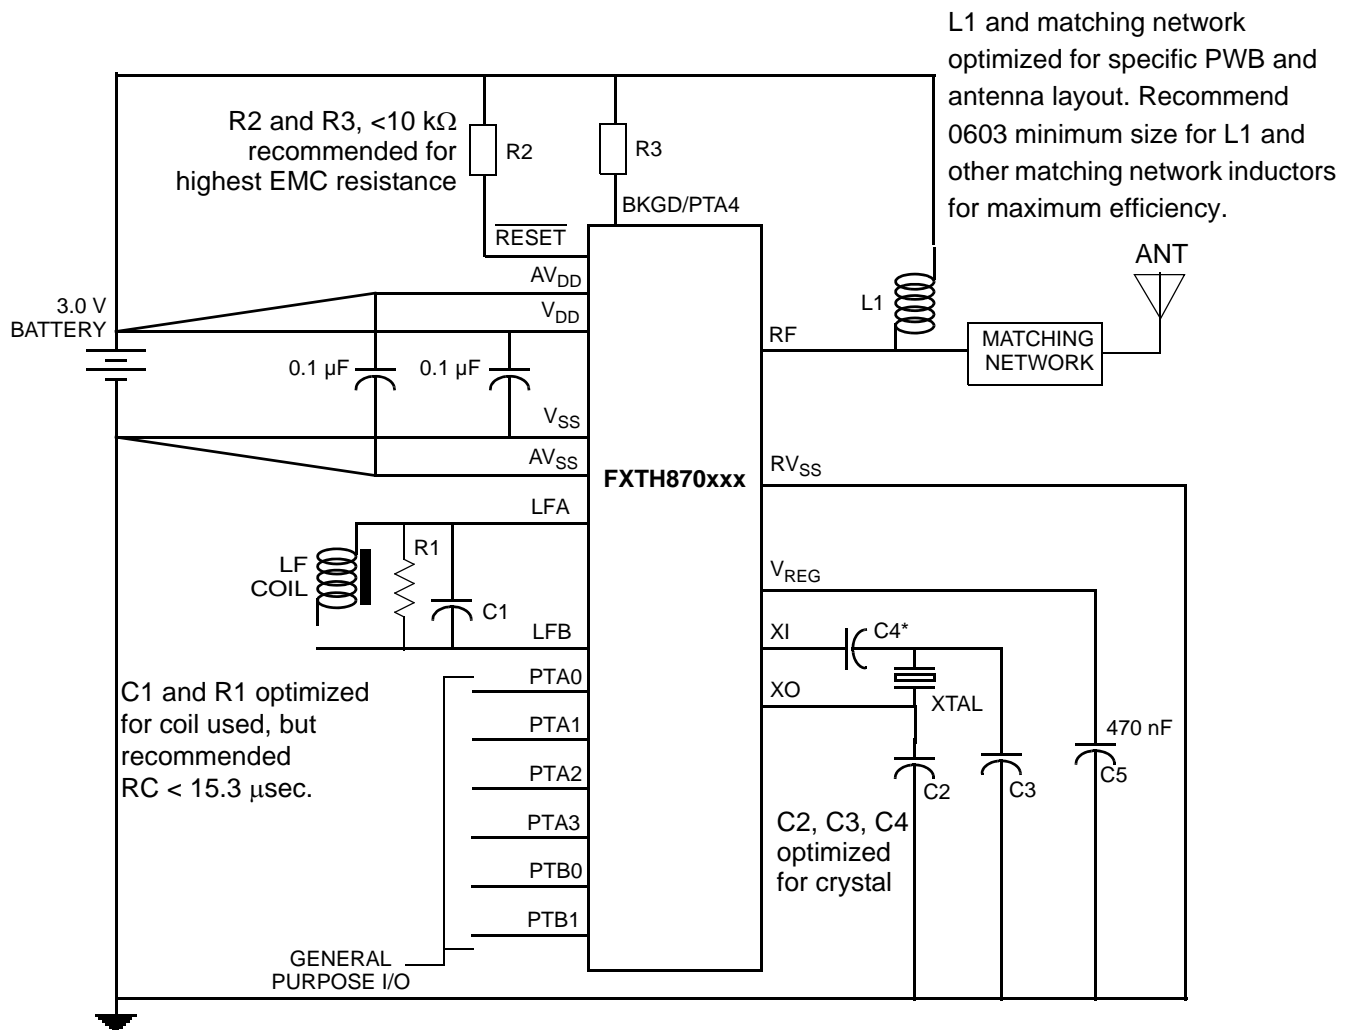 L1 and matching network
optimized for specific PWB and
antenna layout. Recommend
0603 minimum size for L1 and
other matching network inductors
for maximum efficiency.
R2 and R3, <10 kΩ
recommended for
highest EMC resistance
R2
R3
BKGD/PTA4
RESET
AVDD
VDD
3.0 V
BATTERY
0.1 µF
0.1 µF
VSS
AVSS
FXTH870xxx
RF
L1
MATCHING
NETWORK
ANT
RVSS
LFA
LF
COIL
R1
C1
LFB
VREG
XI
C4*
XO
XTAL
470 nF
C5
C2
C3
C2, C3, C4
optimized
for crystal
C1 and R1 optimized
for coil used, but
recommended
RC < 15.3 µsec.
PTA0
PTA1
PTA2
PTA3
PTB0
PTB1
GENERAL
PURPOSE I/O